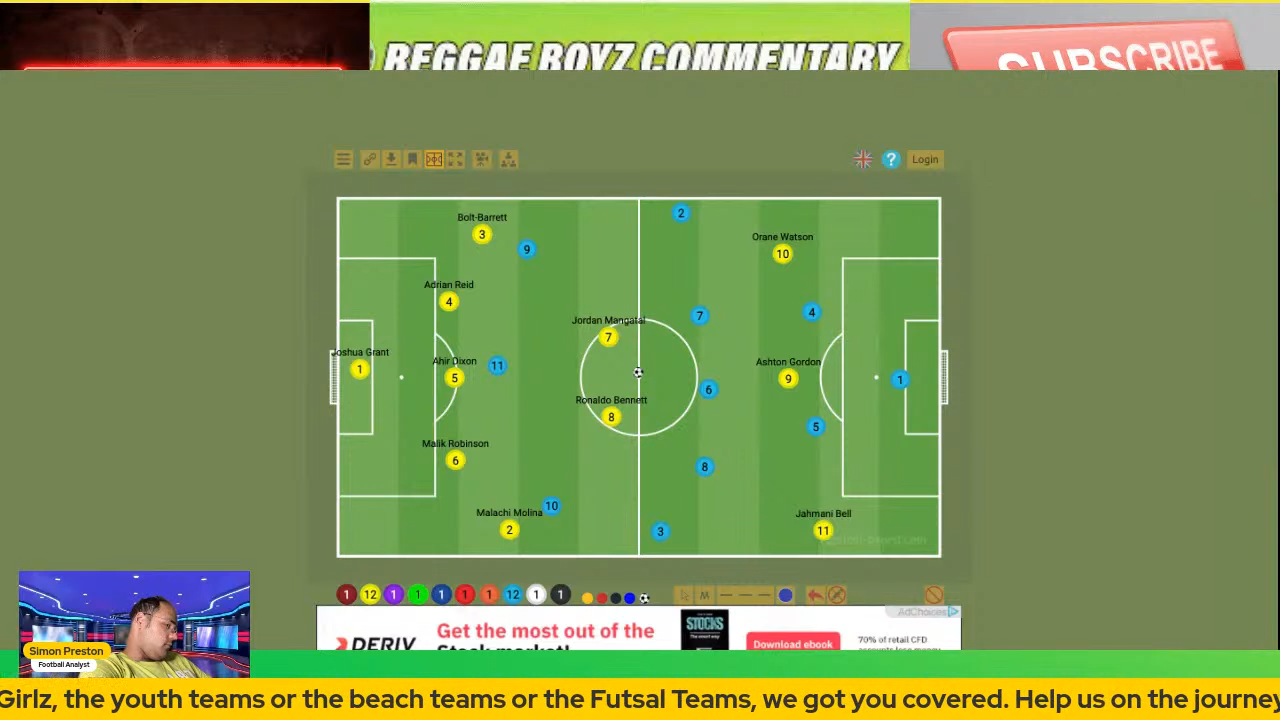 REGGAE BOYZ COMMENTARY
SUBSCRIBE
Login
Bolt-Barrett
3
9
2
Orane Watson
10
Adrian Reid
4
7
4
Jordan Mangatal
7
Joshua Grant
1
Ahir Dixon
5
11
6
Ashton Gordon
9
1
Ronaldo Bennett
8
5
Malik Robinson
6
8
Malachi Molina
2
10
3
Jahmani Bell
11
1 12 1 1 1 1 1 12 1 1
M
AdChoices
DERIV
Get the most out of the
Stock market!
STOCKS
Download ebook
70% of retail CFD
Simon Preston
Football Analyst
Girlz, the youth teams or the beach teams or the Futsal Teams, we got you covered. Help us on the journey